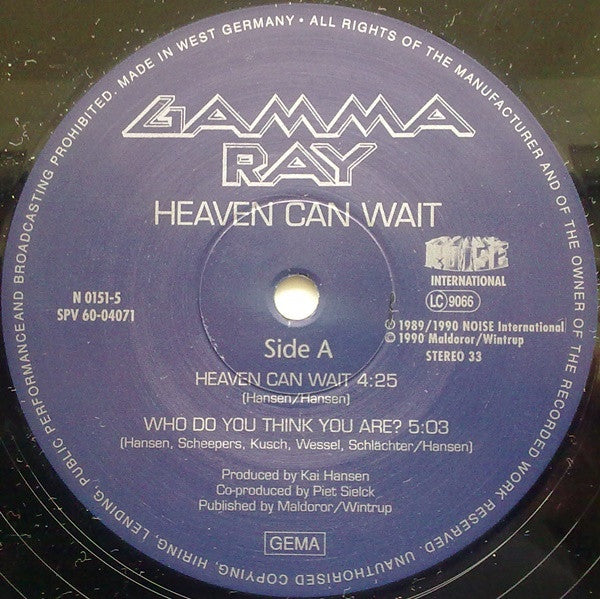 MADE IN WEST GERMANY • ALL RIGHTS OF THE MANUFACTURER AND OF THE OWNER OF THE RECORDED WORK RESERVED. UNAUTHORISED COPYING, HIRING, LENDING, PUBLIC PERFORMANCE AND BROADCASTING PROHIBITED.
GAMMA
RAY
HEAVEN CAN WAIT
NOISE
INTERNATIONAL
LC 9066
N 0151-5
SPV 60-04071
℗ 1989/1990 NOISE International
© 1990 Maldoror/Wintrup
STEREO 33
Side A
HEAVEN CAN WAIT 4:25
(Hansen/Hansen)
WHO DO YOU THINK YOU ARE? 5:03
(Hansen, Scheepers, Kusch, Wessel, Schlächter/Hansen)
Produced by Kai Hansen
Co-produced by Piet Sielck
Published by Maldoror/Wintrup
GEMA